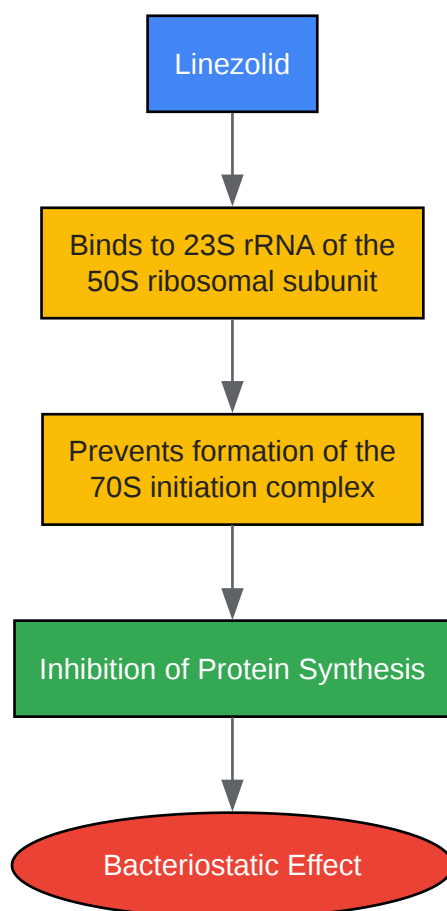 Linezolid
Binds to 23S rRNA of the
50S ribosomal subunit
Prevents formation of the
70S initiation complex
Inhibition of Protein Synthesis
Bacteriostatic Effect